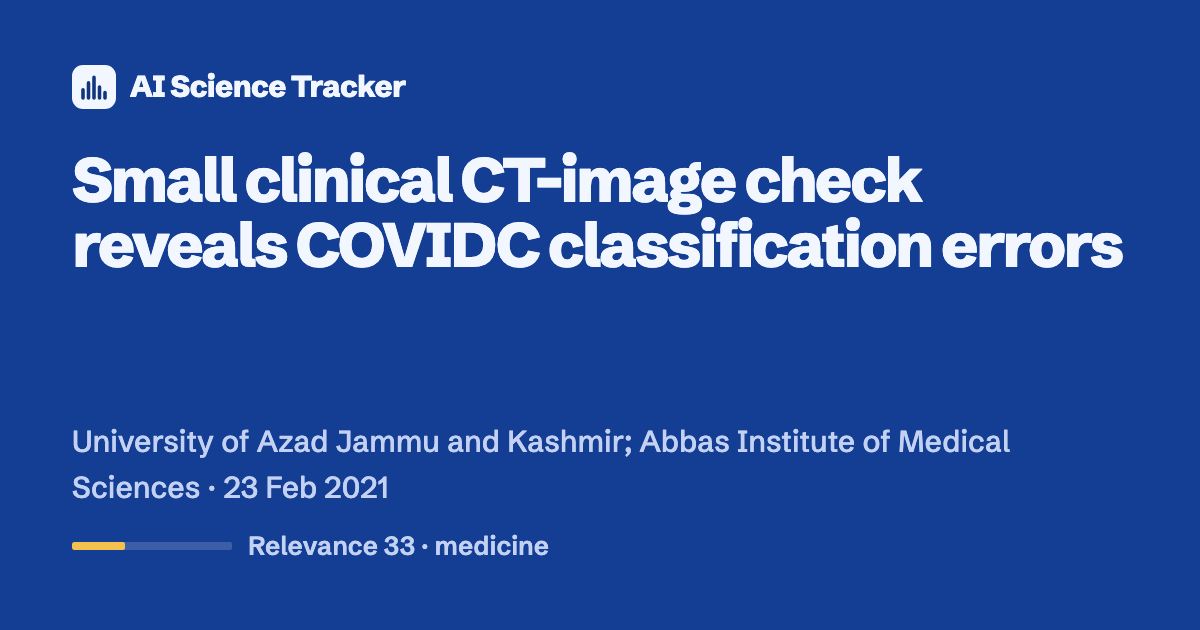 AI Science Tracker
Small clinical CT-image check
reveals COVIDC classification errors
University of Azad Jammu and Kashmir; Abbas Institute of Medical
Sciences · 23 Feb 2021
Relevance 33 · medicine